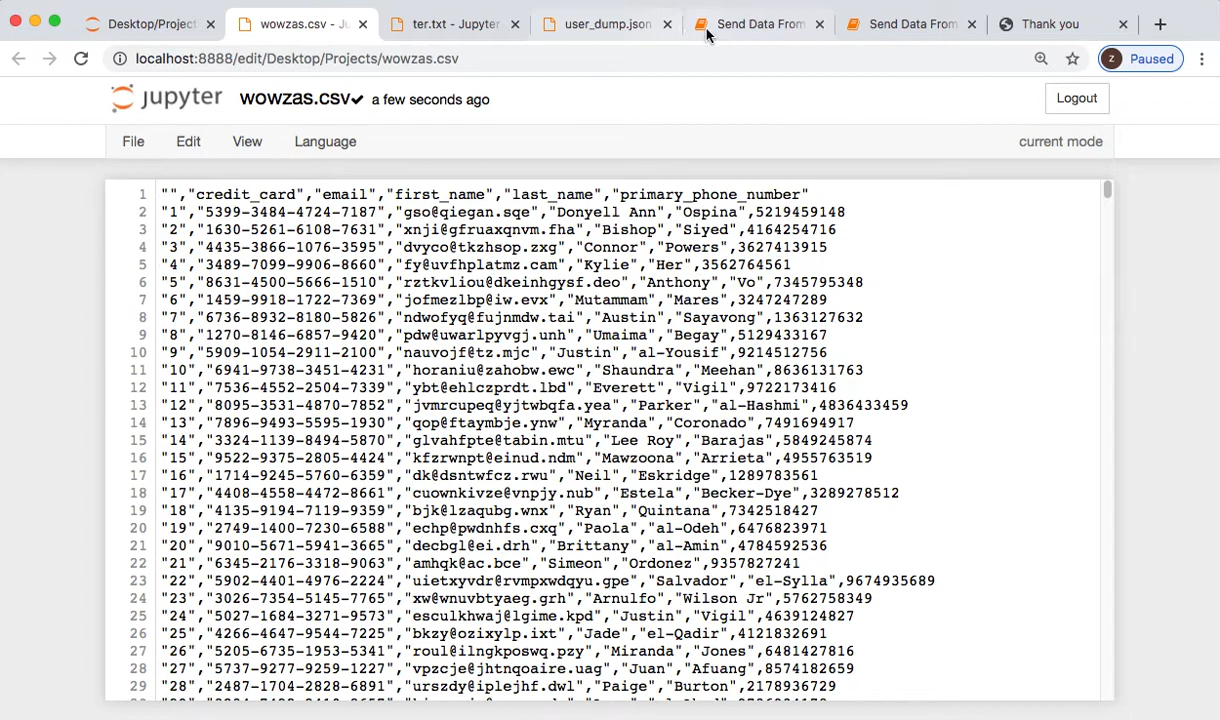 Desktop/Project
wowzas.csv - Ju
ter.txt - Jupyter
user_dump.json
Send Data From
Send Data From
Thank you
localhost:8888/edit/Desktop/Projects/wowzas.csv
z
Paused
jupyter
wowzas.csv✔ a few seconds ago
Logout
File
Edit
View
Language
current mode
1 "","credit_card","email","first_name","last_name","primary_phone_number"
2 "1","5399-3484-4724-7187","gso@qiegan.sqe","Donyell Ann","Ospina",5219459148
3 "2","1630-5261-6108-7631","xnji@gfruaxqnvm.fha","Bishop","Siyed",4164254716
4 "3","4435-3866-1076-3595","dvyco@tkzhsop.zxg","Connor","Powers",3627413915
5 "4","3489-7099-9906-8660","fy@uvfhplatmz.cam","Kylie","Her",3562764561
6 "5","8631-4500-5666-1510","rztkvliou@dkeinhgysf.deo","Anthony","Vo",7345795348
7 "6","1459-9918-1722-7369","jofmezlbp@iw.evx","Mutammam","Mares",3247247289
8 "7","6736-8932-8180-5826","ndwofyq@fujnmdw.tai","Austin","Sayavong",1363127632
9 "8","1270-8146-6857-9420","pdw@uwarlpyvgj.unh","Umaima","Begay",5129433167
10 "9","5909-1054-2911-2100","nauvojf@tz.mjc","Justin","al-Yousif",9214512756
11 "10","6941-9738-3451-4231","horaniu@zahobw.ewc","Shaundra","Meehan",8636131763
12 "11","7536-4552-2504-7339","ybt@ehlczprdt.lbd","Everett","Vigil",9722173416
13 "12","8095-3531-4870-7852","jvmrcupeq@yjtwbqfa.yea","Parker","al-Hashmi",4836433459
14 "13","7896-9493-5595-1930","qop@ftaymbje.ynw","Myranda","Coronado",7491694917
15 "14","3324-1139-8494-5870","glvahfpte@tabin.mtu","Lee Roy","Barajas",5849245874
16 "15","9522-9375-2805-4424","kfzrwnpt@einud.ndm","Mawzoona","Arrieta",4955763519
17 "16","1714-9245-5760-6359","dk@dsntwfcz.rwu","Neil","Eskridge",1289783561
18 "17","4408-4558-4472-8661","cuownkivze@vnpjy.nub","Estela","Becker-Dye",3289278512
19 "18","4135-9194-7119-9359","bjk@lzaqubg.wnx","Ryan","Quintana",7342518427
20 "19","2749-1400-7230-6588","echp@pwdnhfs.cxq","Paola","al-Odeh",6476823971
21 "20","9010-5671-5941-3665","decbgl@ei.drh","Brittany","al-Amin",4784592536
22 "21","6345-2176-3318-9063","amhqk@ac.bce","Simeon","Ordonez",9357827241
23 "22","5902-4401-4976-2224","uietxyvdr@rvmpxwdqyu.gpe","Salvador","el-Sylla",9674935689
24 "23","3026-7354-5145-7765","xw@wnuvbtyaeg.grh","Arnulfo","Wilson Jr",5762758349
25 "24","5027-1684-3271-9573","esculkhwaj@lgime.kpd","Justin","Vigil",4639124827
26 "25","4266-4647-9544-7225","bkzy@ozixylp.ixt","Jade","el-Qadir",4121832691
27 "26","5205-6735-1953-5341","roul@ilngkposwq.pzy","Miranda","Jones",6481427816
28 "27","5737-9277-9259-1227","vpzcje@jhtnqoaire.uag","Juan","Afuang",8574182659
29 "28","2487-1704-2828-6891","urszdy@iplejhf.dwl","Paige","Burton",2178936729